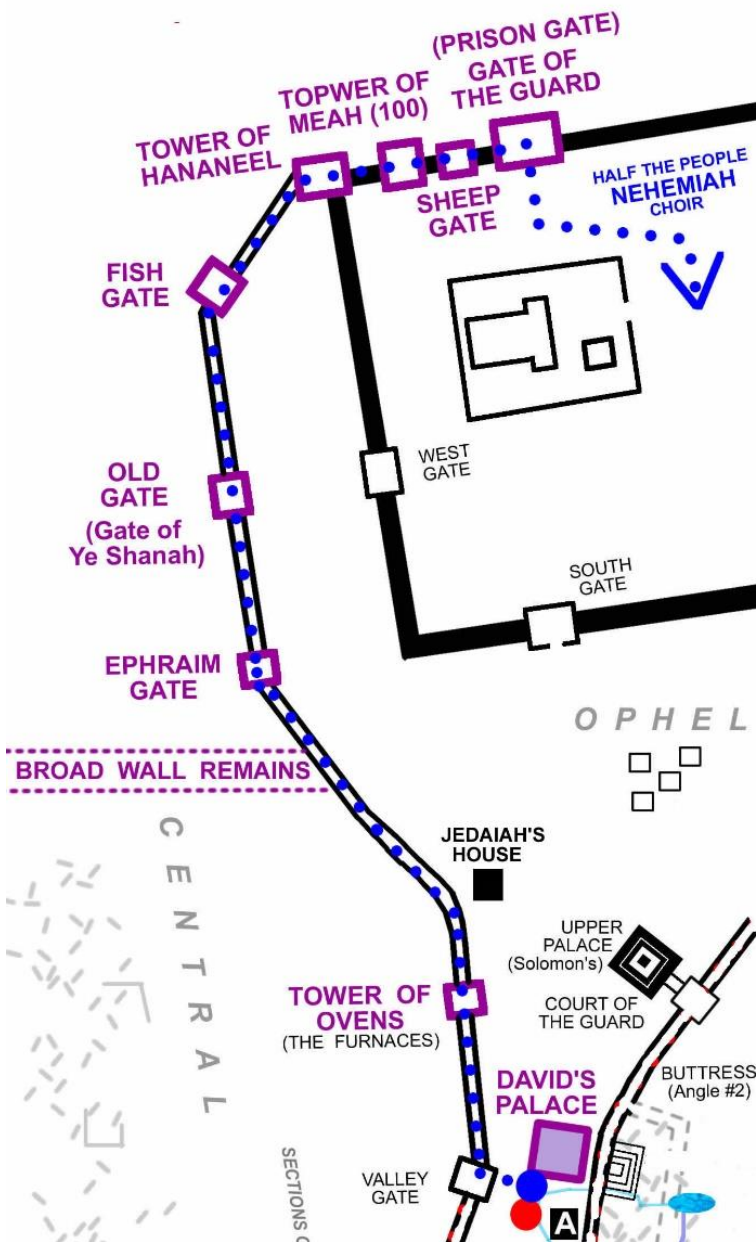 (PRISON GATE)
GATE OF
THE GUARD
TOPWER OF
MEAH (100)
TOWER OF
HANANEEL
HALF THE PEOPLE
NEHEMIAH
CHOIR
SHEEP
GATE
FISH
GATE
WEST
GATE
OLD
GATE
(Gate of
Ye Shanah)
SOUTH
GATE
EPHRAIM
GATE
OPHEL
BROAD WALL REMAINS
CENTRAL
JEDAIAH'S
HOUSE
UPPER
PALACE
(Solomon's)
TOWER OF
OVENS
(THE FURNACES)
COURT OF
THE GUARD
DAVID'S
PALACE
BUTTRESS
(Angle #2)
VALLEY
GATE
SECTIONS
A